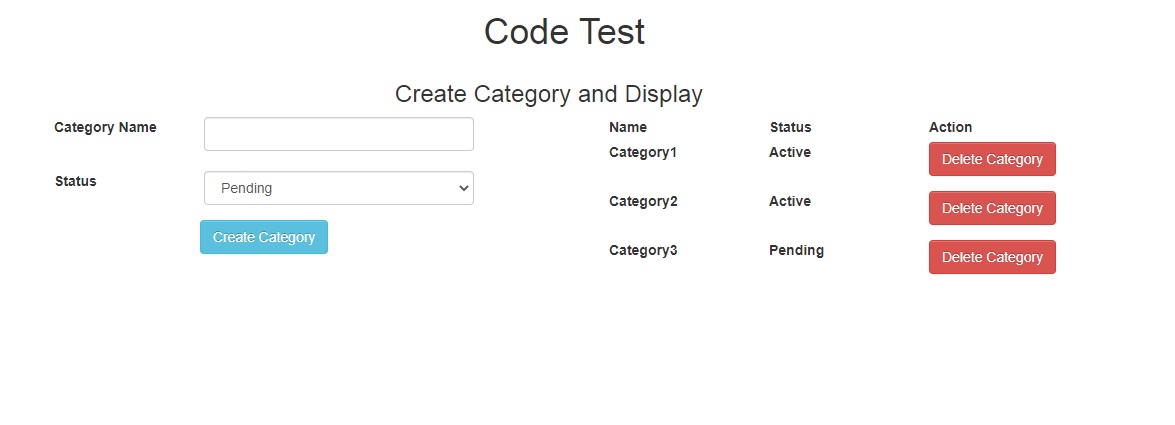 Code Test
Create Category and Display
Category Name
Status
Pending
Create Category
Name Status Action
Category1 Active Delete Category
Category2 Active Delete Category
Category3 Pending Delete Category